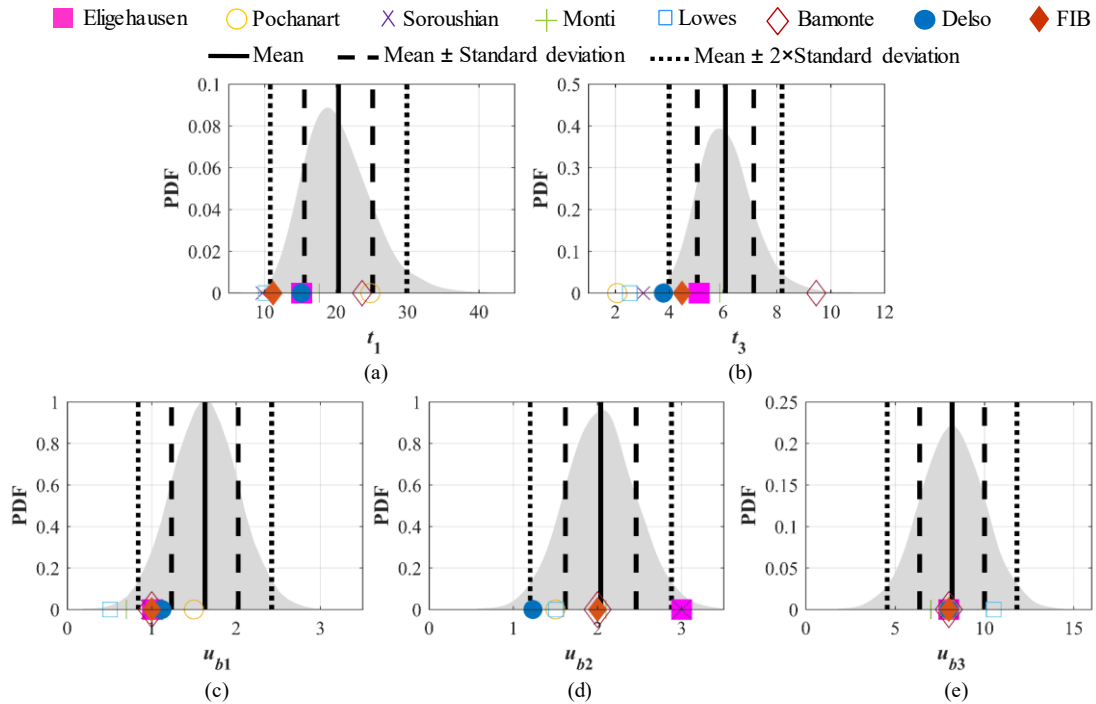 Eligehausen Pochanart Soroushian Monti Lowes Bamonte Delso FIB
Mean Mean ± Standard deviation Mean ± 2×Standard deviation
0.1
0.08
0.06
0.04
0.02
0
PDF
10 20 30 40
t1
(a)
0.5
0.4
0.3
0.2
0.1
0
PDF
2 4 6 8 10 12
t3
(b)
1
0.8
0.6
0.4
0.2
0
PDF
0 1 2 3
ub1
(c)
1
0.8
0.6
0.4
0.2
0
PDF
0 1 2 3
ub2
(d)
0.25
0.2
0.15
0.1
0.05
0
PDF
0 5 10 15
ub3
(e)